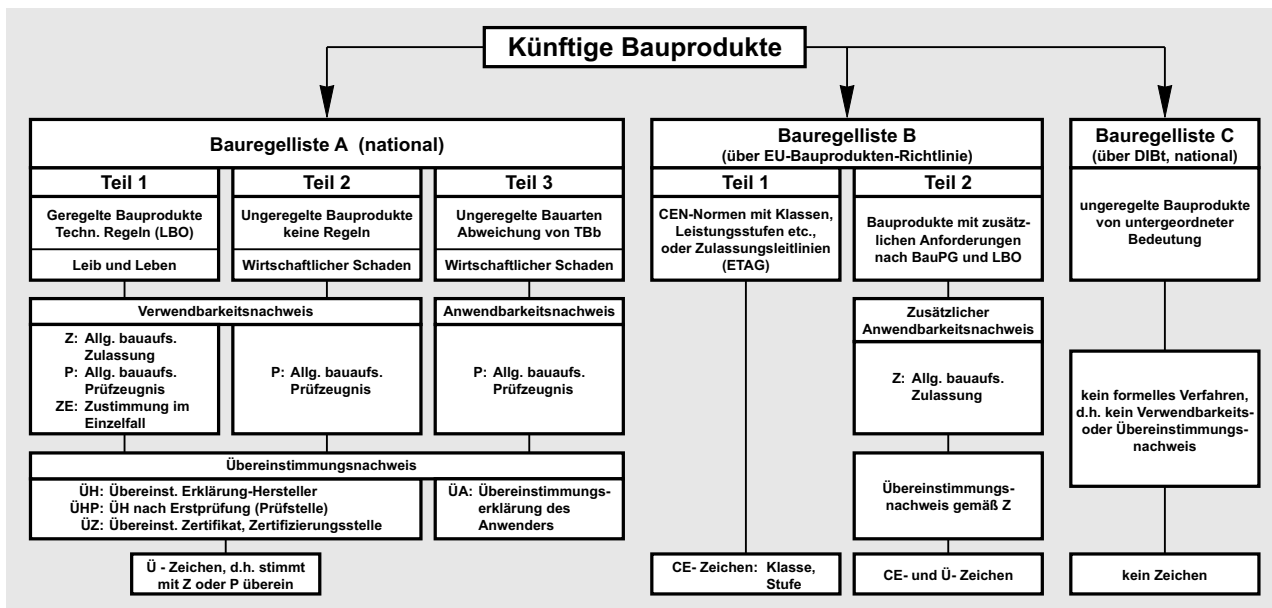 Künftige Bauprodukte
Bauregelliste A (national)
Teil 1
Geregelte Bauprodukte
Techn. Regeln (LBO)
Leib und Leben
Teil 2
Ungeregelte Bauprodukte
keine Regeln
Wirtschaftlicher Schaden
Teil 3
Ungeregelte Bauarten
Abweichung von TBb
Wirtschaftlicher Schaden
Verwendbarkeitsnachweis
Z: Allg. bauaufs.
Zulassung
P: Allg. bauaufs.
Prüfzeugnis
ZE: Zustimmung im
Einzelfall
P: Allg. bauaufs.
Prüfzeugnis
Anwendbarkeitsnachweis
P: Allg. bauaufs.
Prüfzeugnis
Übereinstimmungsnachweis
ÜH: Übereinst. Erklärung-Hersteller
ÜHP: ÜH nach Erstprüfung (Prüfstelle)
ÜZ: Übereinst. Zertifikat, Zertifizierungsstelle
ÜA: Übereinstimmungs-
erklärung des
Anwenders
Ü - Zeichen, d.h. stimmt
mit Z oder P überein
Bauregelliste B
(über EU-Bauprodukten-Richtlinie)
Teil 1
CEN-Normen mit Klassen,
Leistungsstufen etc.,
oder Zulassungsleitlinien
(ETAG)
CE- Zeichen: Klasse,
Stufe
Teil 2
Bauprodukte mit zusätz-
lichen Anforderungen
nach BauPG und LBO
Zusätzlicher
Anwendbarkeitsnachweis
Z: Allg. bauaufs.
Zulassung
Übereinstimmungs-
nachweis gemäß Z
CE- und Ü- Zeichen
Bauregelliste C
(über DIBt, national)
ungeregelte Bauprodukte
von untergeordneter
Bedeutung
kein formelles Verfahren,
d.h. kein Verwendbarkeits-
oder Übereinstimmungs-
nachweis
kein Zeichen